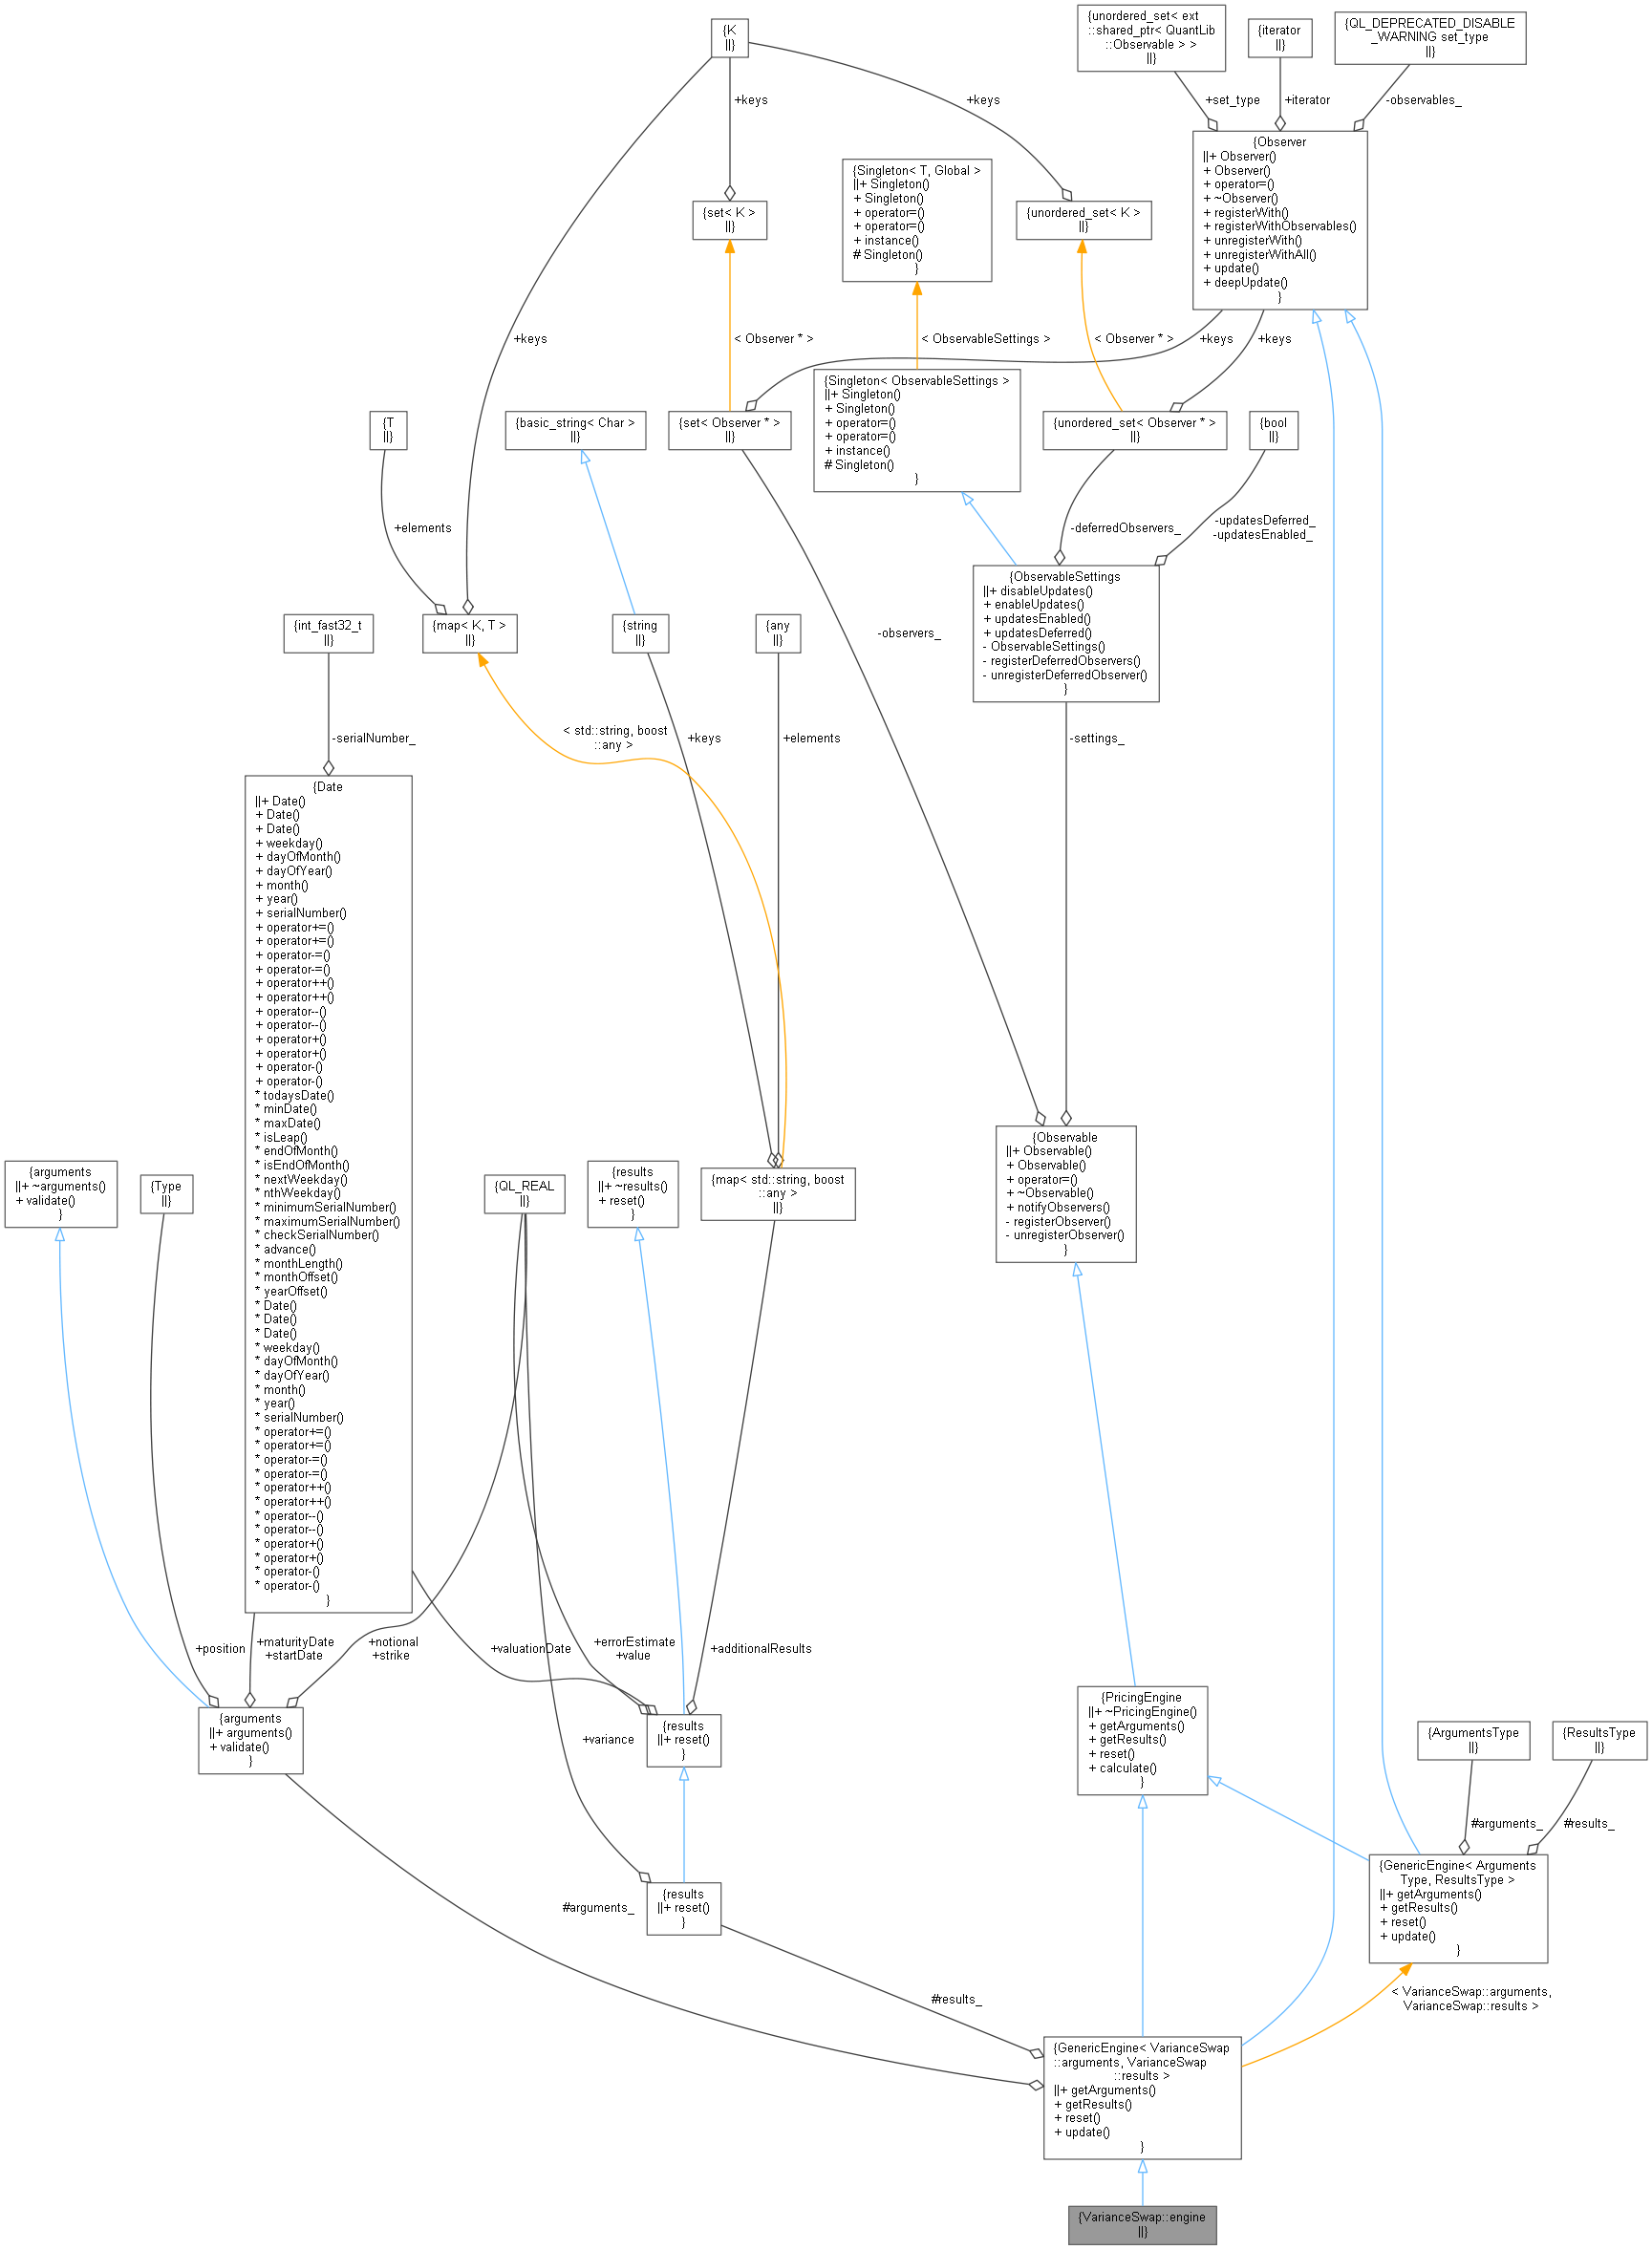 {K
||}
{unordered_set< ext
::shared_ptr< QuantLib
::Observable > >
||}
{iterator
||}
{QL_DEPRECATED_DISABLE
_WARNING set_type
||}
+keys
+keys
+set_type
+iterator
-observables_
{Observer
||+ Observer()
+ Observer()
+ operator=()
+ ~Observer()
+ registerWith()
+ registerWithObservables()
+ unregisterWith()
+ unregisterWithAll()
+ update()
+ deepUpdate()
}
{Singleton< T, Global >
||+ Singleton()
+ Singleton()
+ operator=()
+ operator=()
+ instance()
# Singleton()
}
{set< K >
||}
{unordered_set< K >
||}
+keys
< Observer * >
< ObservableSettings >
< Observer * >
+keys
+keys
{Singleton< ObservableSettings >
||+ Singleton()
+ Singleton()
+ operator=()
+ operator=()
+ instance()
# Singleton()
}
{T
||}
{basic_string< Char >
||}
{set< Observer * >
||}
{unordered_set< Observer * >
||}
{bool
||}
+elements
-deferredObservers_
-updatesDeferred_
-updatesEnabled_
{ObservableSettings
||+ disableUpdates()
+ enableUpdates()
+ updatesEnabled()
+ updatesDeferred()
- ObservableSettings()
- registerDeferredObservers()
- unregisterDeferredObserver()
}
{int_fast32_t
||}
{map< K, T >
||}
{string
||}
{any
||}
-observers_
-serialNumber_
< std::string, boost
::any >
+keys
+elements
-settings_
{Date
||+ Date()
+ Date()
+ Date()
+ weekday()
+ dayOfMonth()
+ dayOfYear()
+ month()
+ year()
+ serialNumber()
+ operator+=()
+ operator+=()
+ operator-=()
+ operator-=()
+ operator++()
+ operator++()
+ operator--()
+ operator--()
+ operator+()
+ operator+()
+ operator-()
+ operator-()
* todaysDate()
* minDate()
* maxDate()
* isLeap()
* endOfMonth()
* isEndOfMonth()
* nextWeekday()
* nthWeekday()
* minimumSerialNumber()
* maximumSerialNumber()
* checkSerialNumber()
* advance()
* monthLength()
* monthOffset()
* yearOffset()
* Date()
* Date()
* Date()
* weekday()
* dayOfMonth()
* dayOfYear()
* month()
* year()
* serialNumber()
* operator+=()
* operator+=()
* operator-=()
* operator-=()
* operator++()
* operator++()
* operator--()
* operator--()
* operator+()
* operator+()
* operator-()
* operator-()
}
{arguments
||+ ~arguments()
+ validate()
}
{Type
||}
{QL_REAL
||}
{results
||+ ~results()
+ reset()
}
{map< std::string, boost
::any >
||}
{Observable
||+ Observable()
+ Observable()
+ operator=()
+ ~Observable()
+ notifyObservers()
- registerObserver()
- unregisterObserver()
}
+position
+maturityDate
+startDate
+notional
+strike
+valuationDate
+errorEstimate
+value
+additionalResults
{arguments
||+ arguments()
+ validate()
}
+variance
{results
||+ reset()
}
{PricingEngine
||+ ~PricingEngine()
+ getArguments()
+ getResults()
+ reset()
+ calculate()
}
{ArgumentsType
||}
{ResultsType
||}
#arguments_
#results_
{GenericEngine< Arguments
Type, ResultsType >
||+ getArguments()
+ getResults()
+ reset()
+ update()
}
#arguments_
{results
||+ reset()
}
#results_
< VarianceSwap::arguments,
VarianceSwap::results >
{GenericEngine< VarianceSwap
::arguments, VarianceSwap
::results >
||+ getArguments()
+ getResults()
+ reset()
+ update()
}
{VarianceSwap::engine
||}